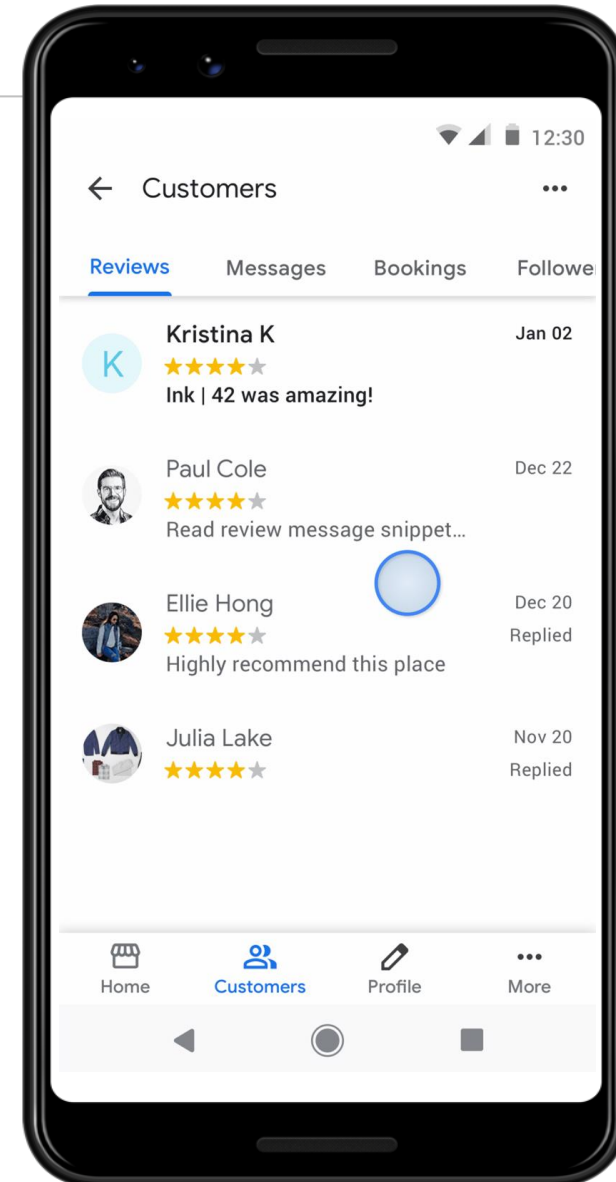 12:30
Customers
Reviews Messages Bookings Followe
Kristina K Jan 02
Ink | 42 was amazing!
K
Paul Cole Dec 22
Read review message snippet...
Ellie Hong Dec 20
Replied
Highly recommend this place
Julia Lake Nov 20
Replied
Home Customers Profile More